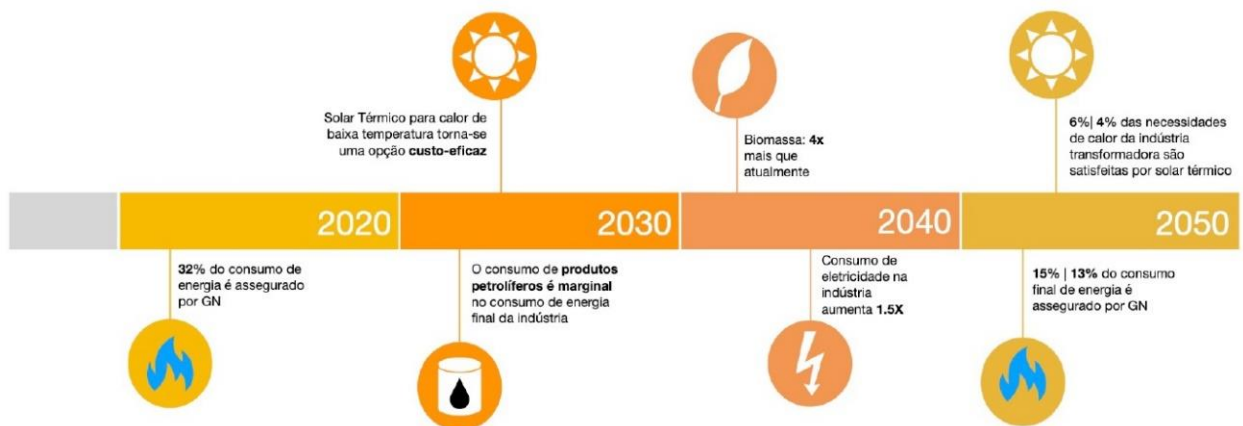 Solar Térmico para calor de
baixa temperatura torna-se
uma opção custo-eficaz
Biomassa: 4x
mais que
atualmente
6%| 4% das necessidades
de calor da indústria
transformadora são
satisfeitas por solar térmico
2020
2030
2040
2050
32% do consumo de
energia é assegurado
por GN
O consumo de produtos
petrolíferos é marginal
no consumo de energia
final da indústria
Consumo de
eletricidade na
indústria
aumenta 1.5X
15% | 13% do consumo
final de energia é
assegurado por GN